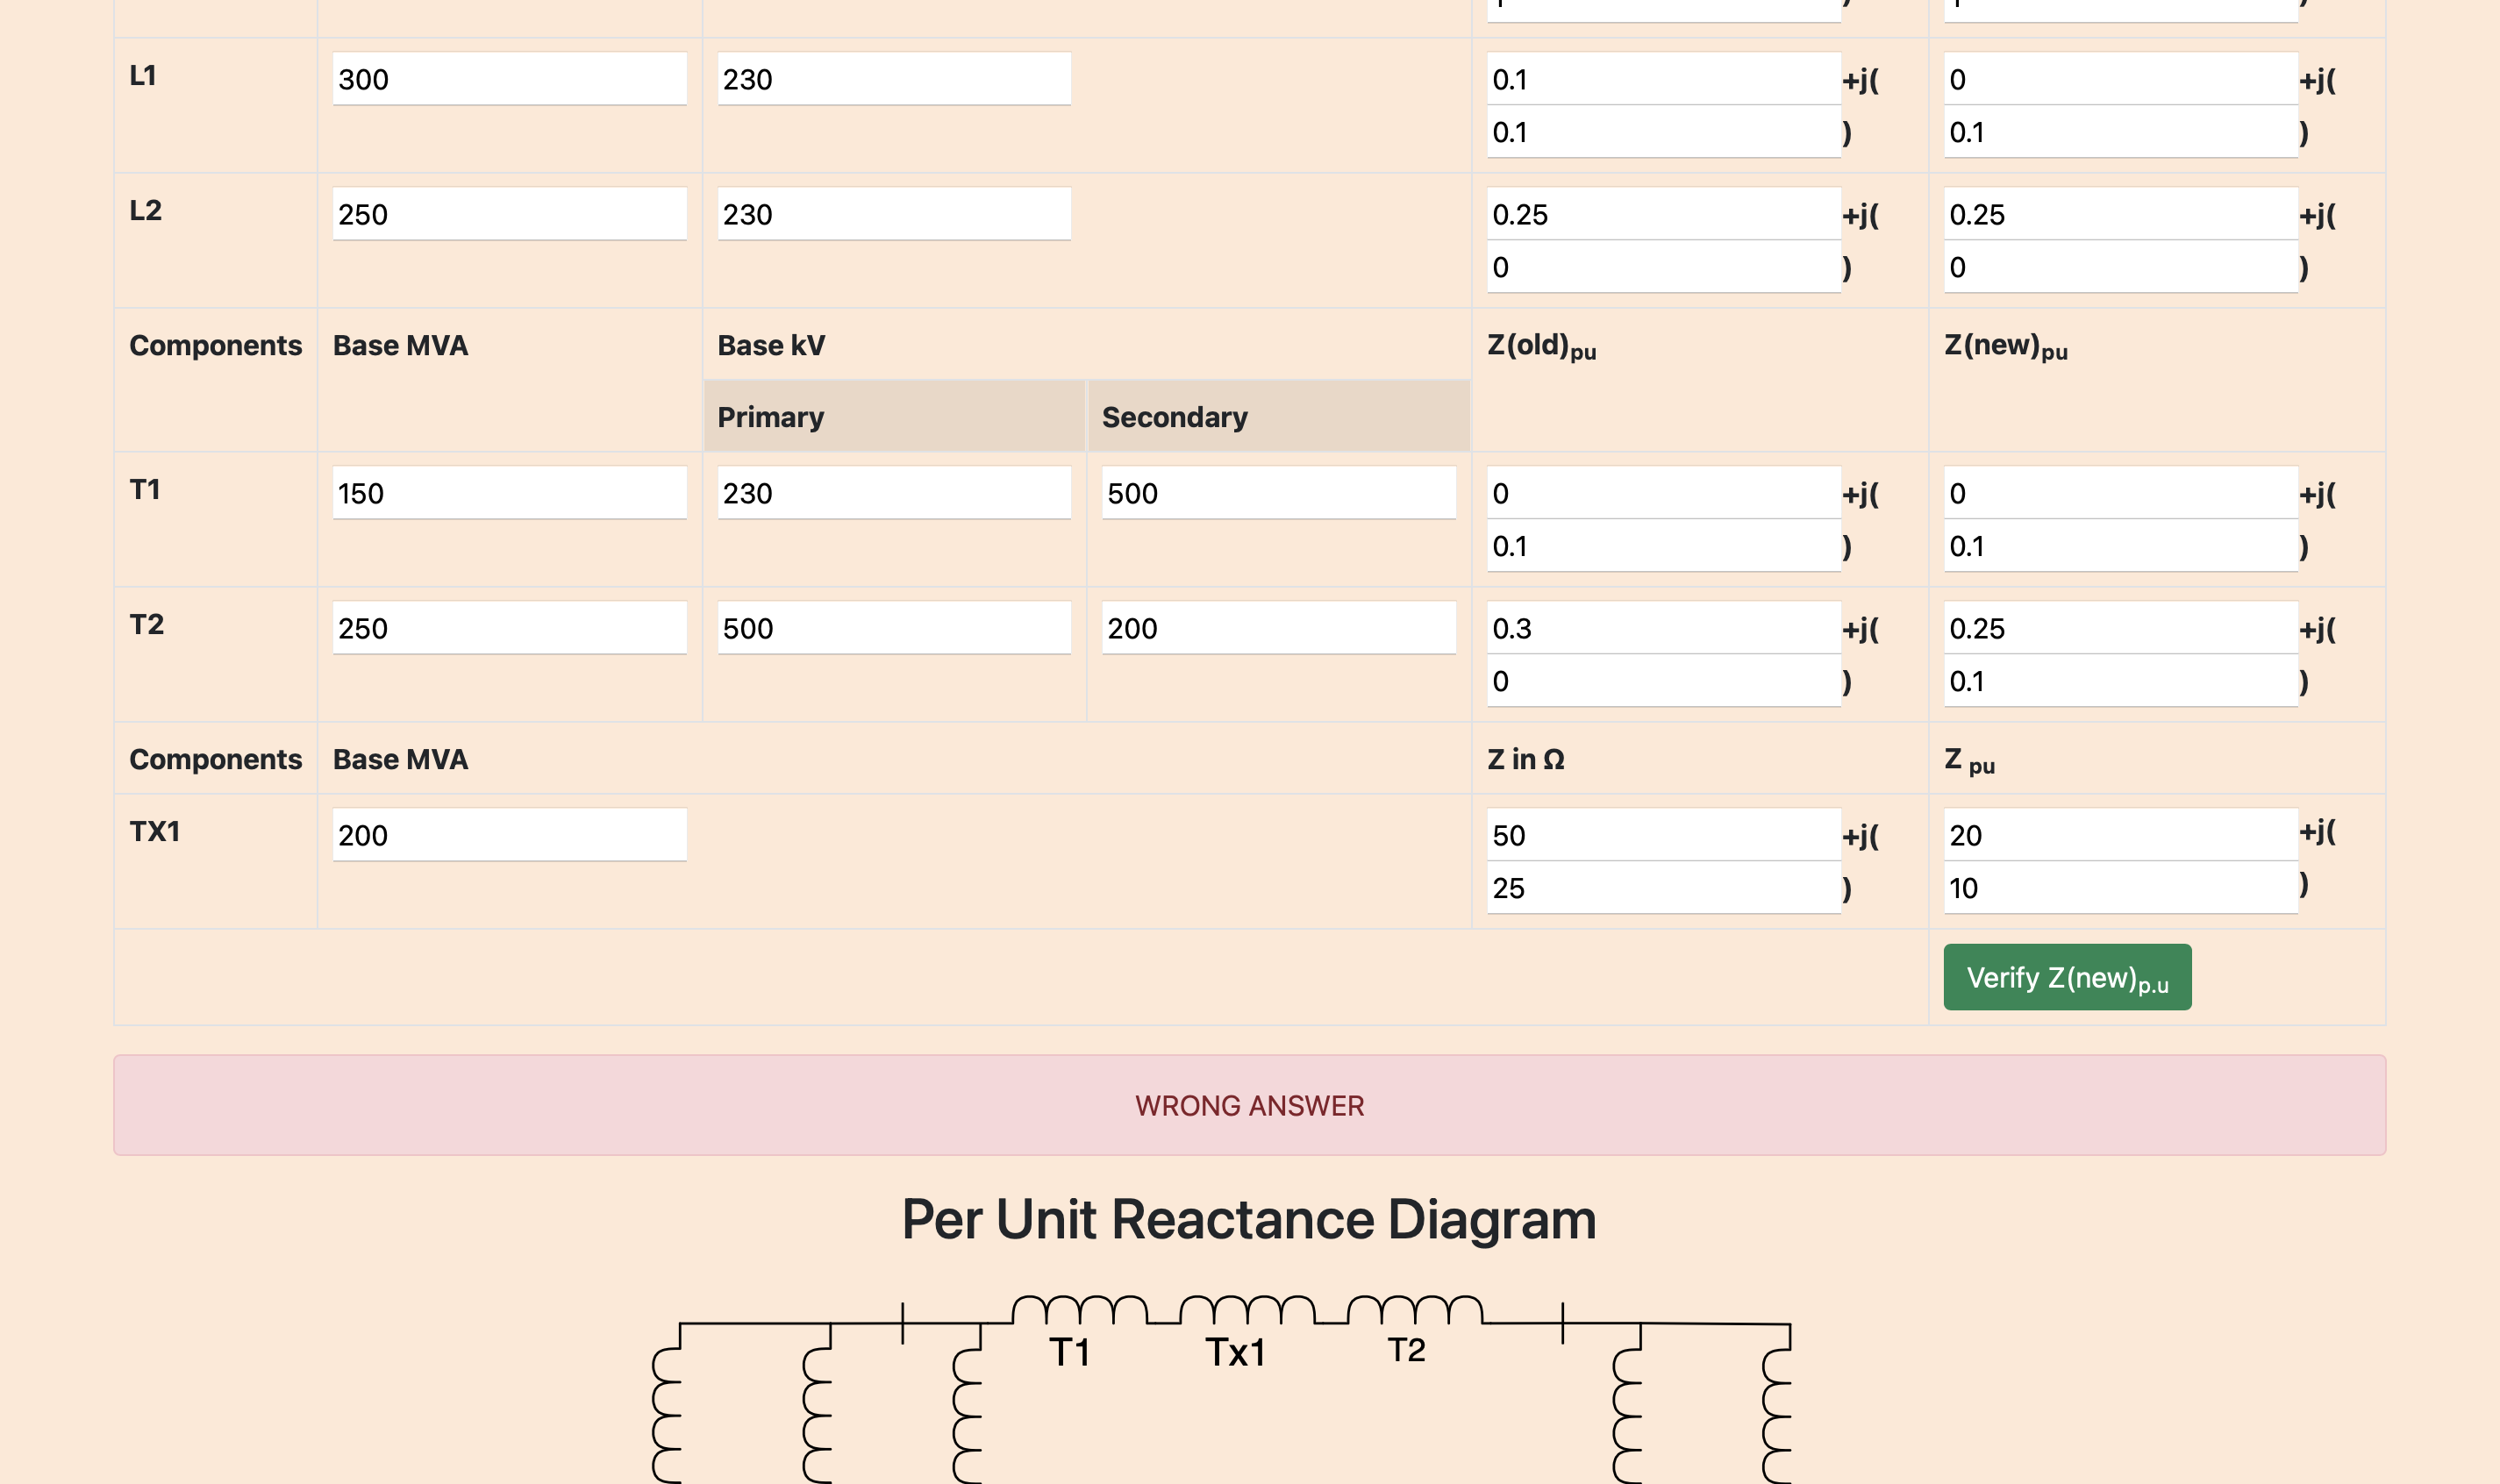 L1 300 230 0.1 +j( 0 +j(
0.1 ) 0.1 )
L2 250 230 0.25 +j( 0.25 +j(
0 ) 0 )
Components Base MVA Base kV Z(old)pu Z(new)pu
Primary Secondary
T1 150 230 500 0 +j( 0 +j(
0.1 ) 0.1 )
T2 250 500 200 0.3 +j( 0.25 +j(
0 ) 0.1 )
Components Base MVA Z in Ω Z pu
TX1 200 50 +j( 20 +j(
25 ) 10 )
Verify Z(new)p.u
WRONG ANSWER
Per Unit Reactance Diagram
T1 Tx1 T2